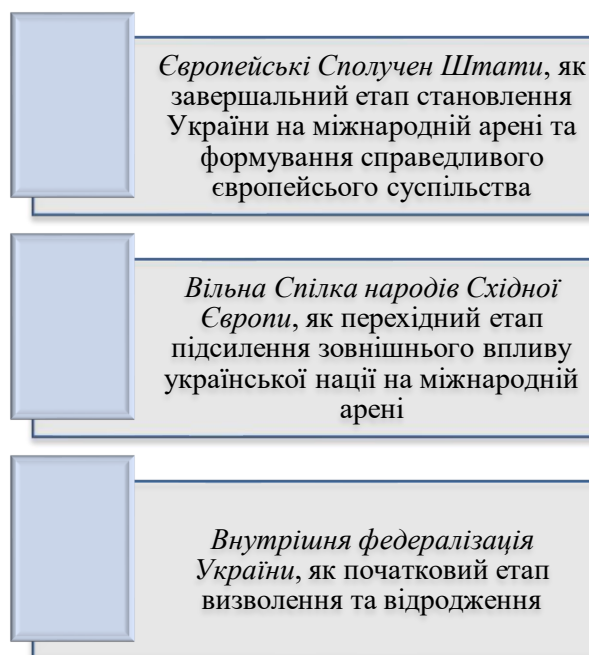 Європейські Сполучен Штати, як
завершальний етап становлення
України на міжнародній арені та
формування справедливого
європейсього суспільства
Вільна Спілка народів Східної
Європи, як перехідний етап
підсилення зовнішнього впливу
української нації на міжнародній
арені
Внутрішня федералізація
України, як початковий етап
визволення та відродження